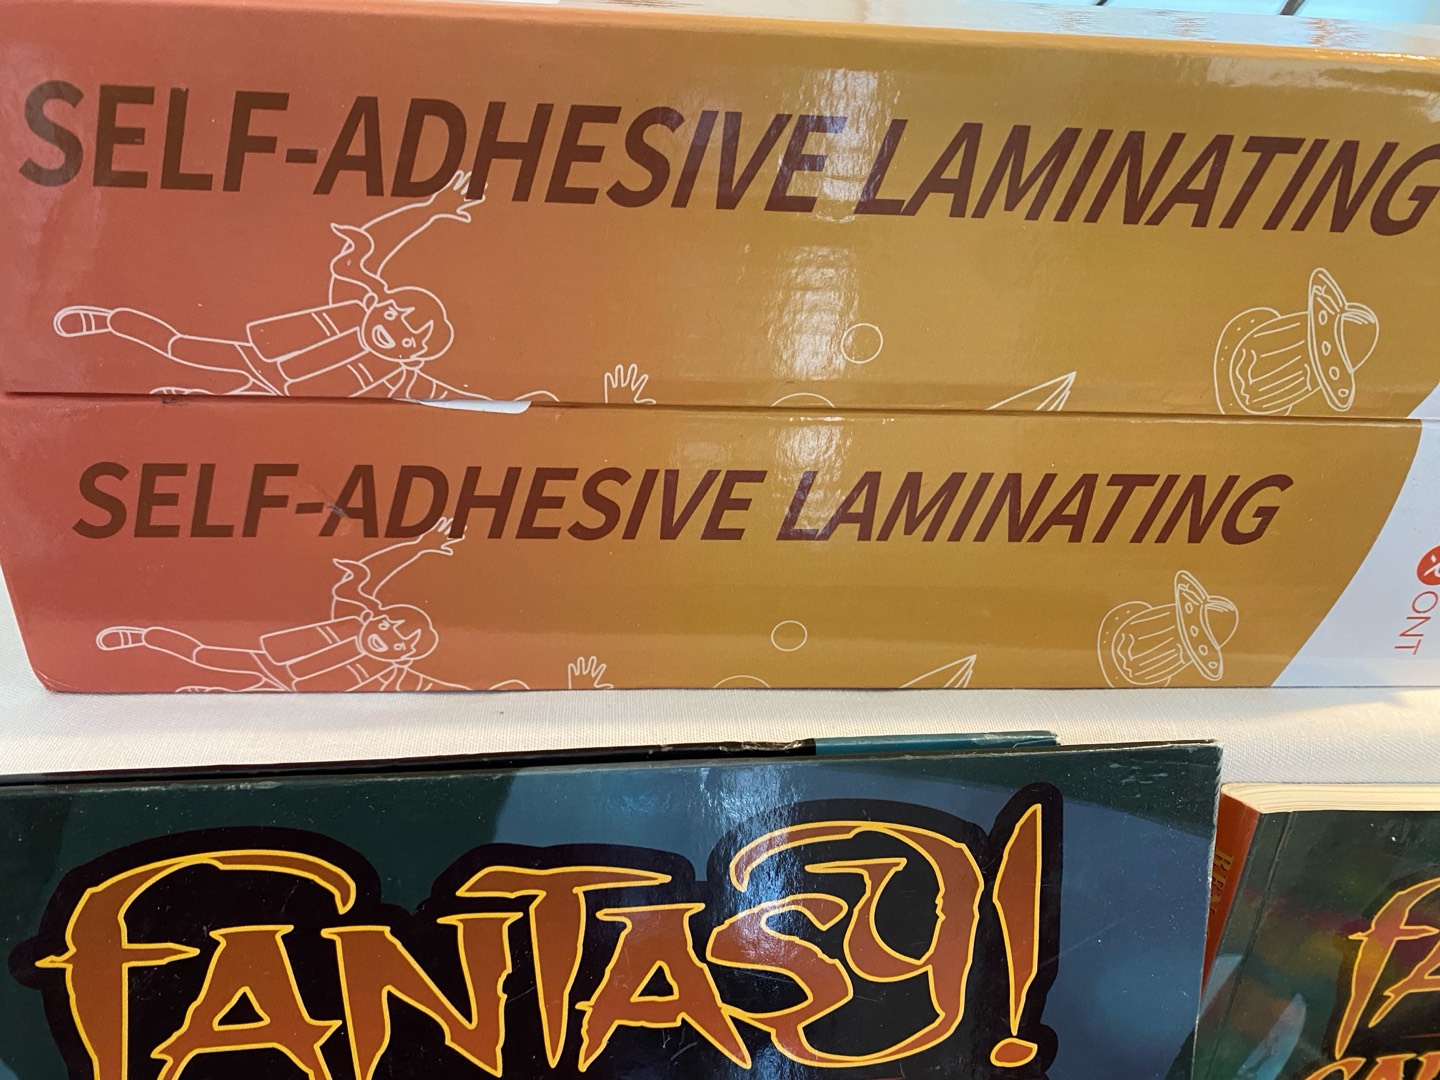 SELF-ADHESIVE LAMINATING
SELF-ADHESIVE LAMINATING
ONT
FANTASY!